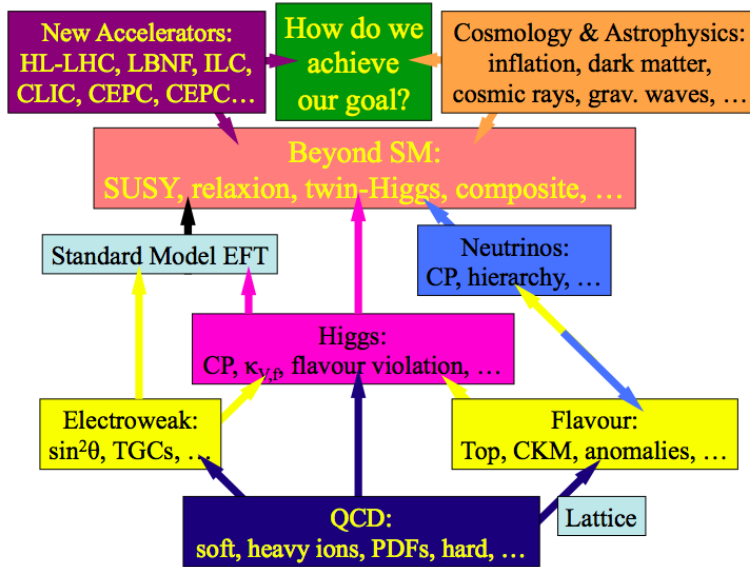 New Accelerators:
HL-LHC, LBNF, ILC,
CLIC, CEPC, CEPC…
How do we
achieve
our goal?
Cosmology & Astrophysics:
inflation, dark matter,
cosmic rays, grav. waves, …
Beyond SM:
SUSY, relaxion, twin-Higgs, composite, …
Standard Model EFT
Neutrinos:
CP, hierarchy, …
Higgs:
CP, κV,f, flavour violation, …
Electroweak:
sin²θ, TGCs, …
Flavour:
Top, CKM, anomalies, …
QCD:
soft, heavy ions, PDFs, hard, …
Lattice